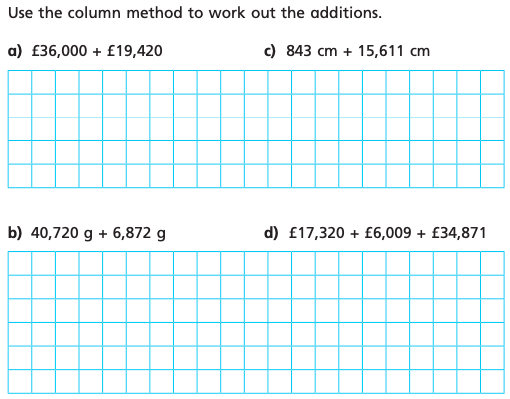 Use the column method to work out the additions.
a) £36,000 + £19,420
c) 843 cm + 15,611 cm
b) 40,720 g + 6,872 g
d) £17,320 + £6,009 + £34,871